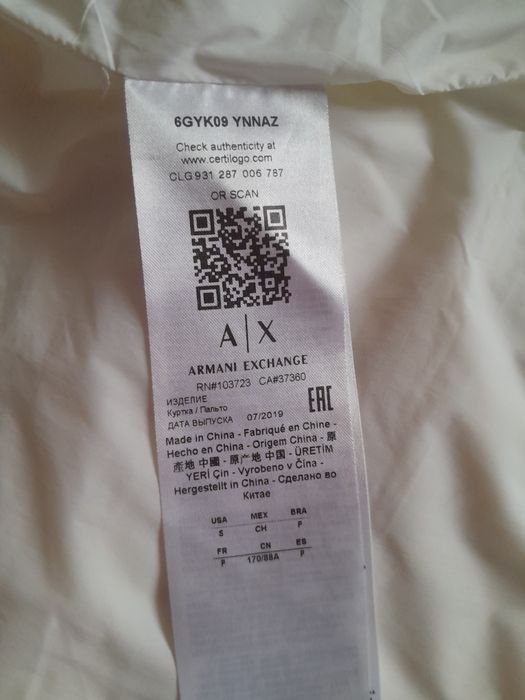 6GYK09 YNNAZ
Check authenticity at
www.certilogo.com
CLG 931 287 006 787
OR SCAN
A|X
ARMANI EXCHANGE
RN#103723 CA#37360
ИЗДЕЛИЕ
Куртка / Пальто
ДАТА ВЫПУСКА 07/2019
EAC
Made in China - Fabriqué en Chine -
Hecho en China - Origem China - 原
產地 中國 - 原产地 中国 - ÜRETİM
YERİ Çin - Vyrobeno v Čína -
Hergestellt in China - Сделано во
Китае
USA MEX BRA
S CH P
FR CN ES
P 170/88A P